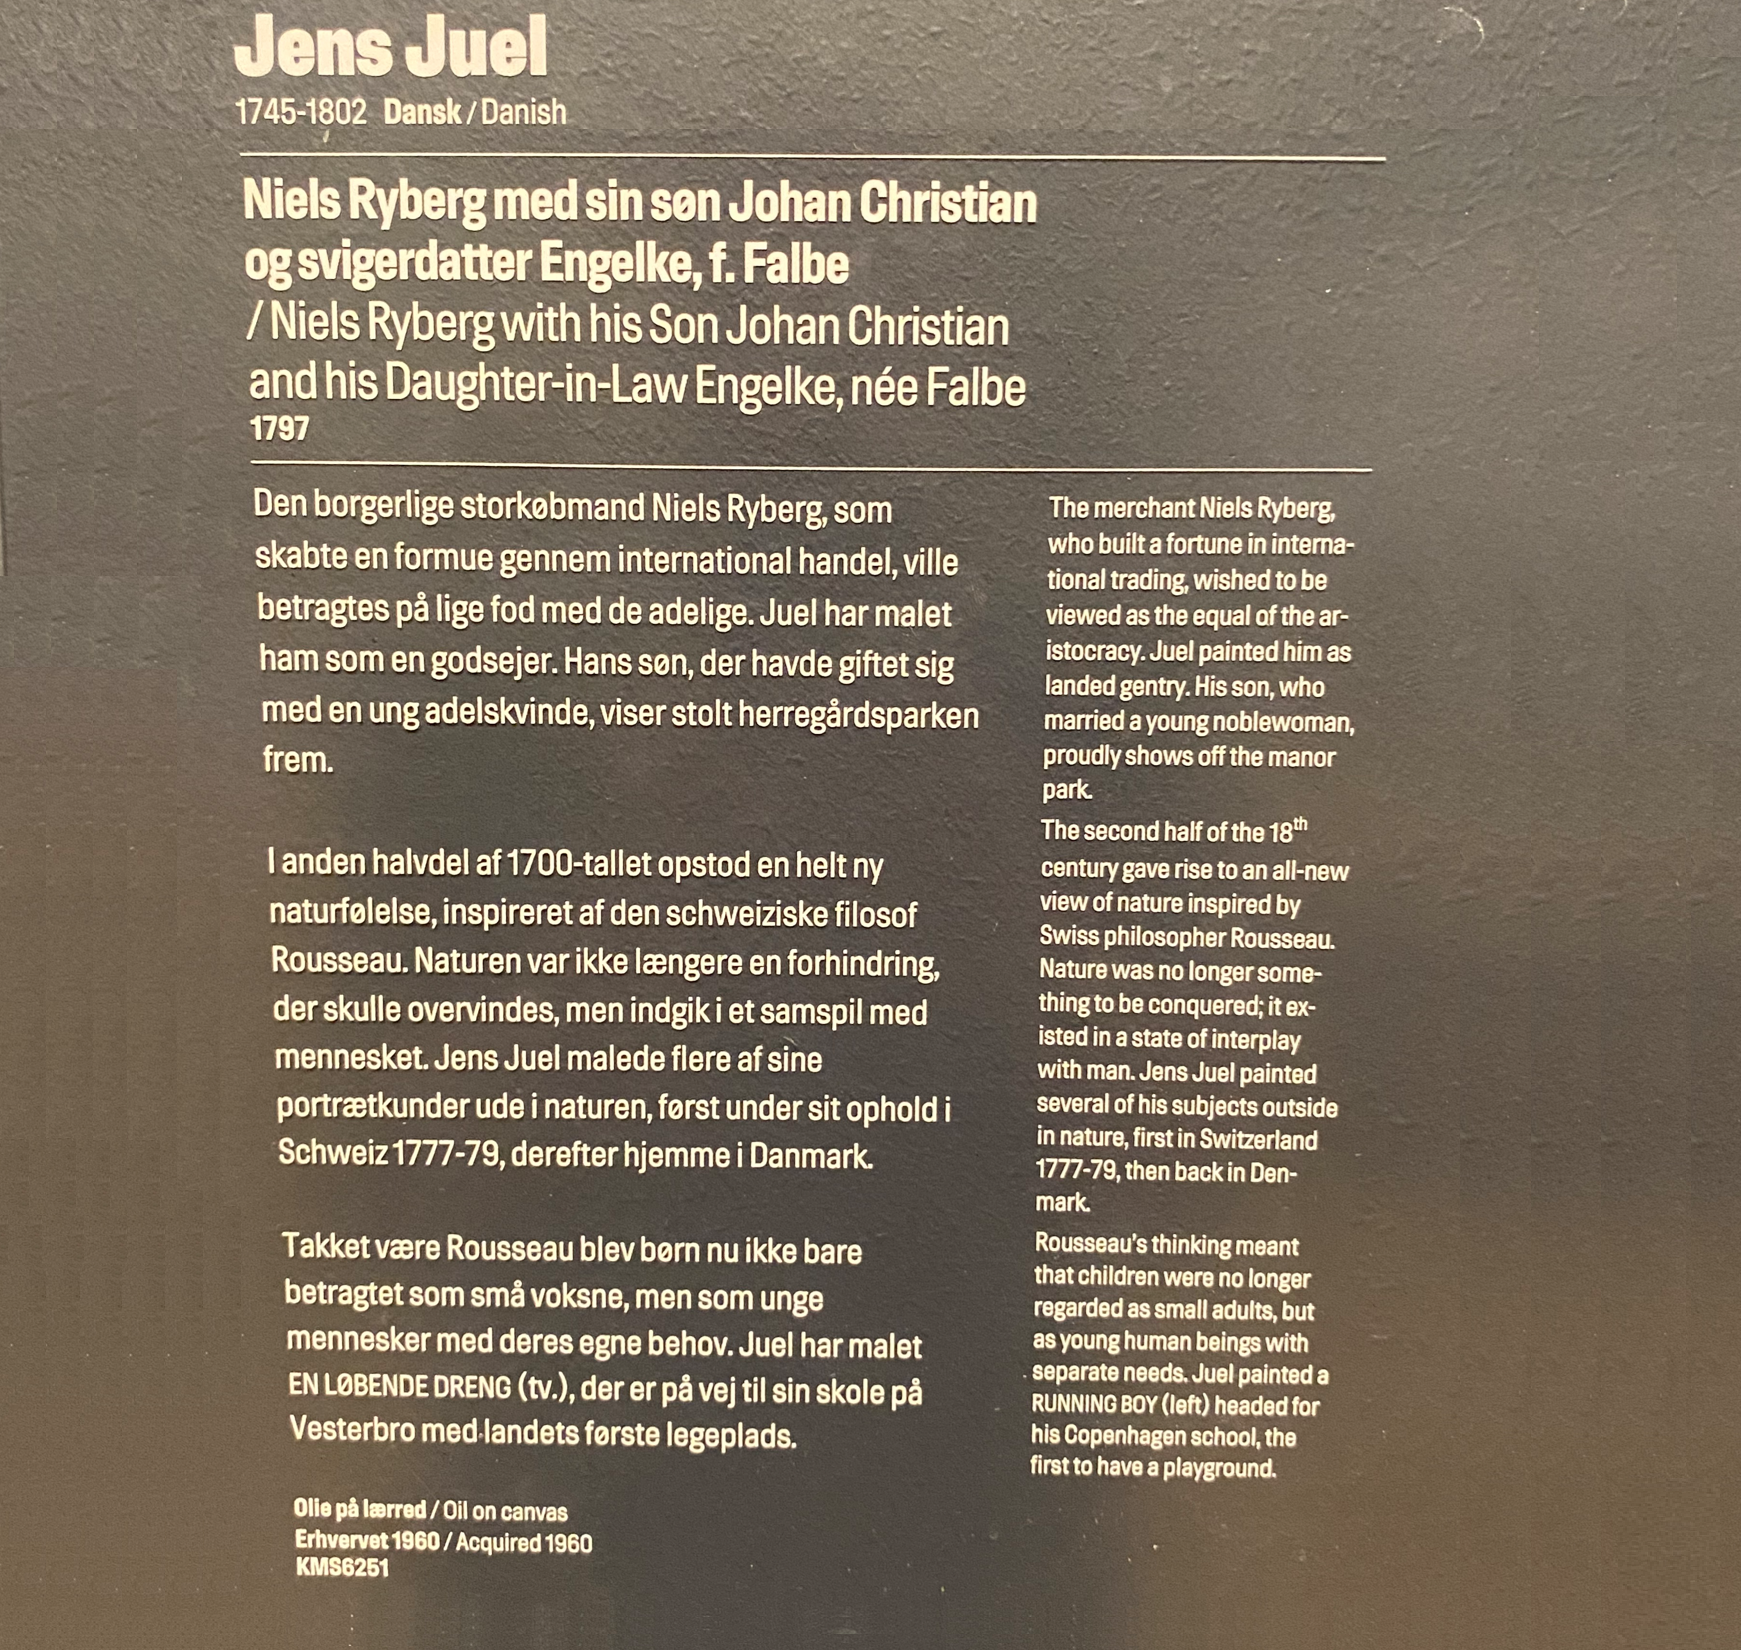 Jens Juel
1745-1802 Dansk / Danish
Niels Ryberg med sin søn Johan Christian
og svigerdatter Engelke, f. Falbe
/ Niels Ryberg with his Son Johan Christian
and his Daughter-in-Law Engelke, née Falbe
1797
Den borgerlige storkøbmand Niels Ryberg, som
skabte en formue gennem international handel, ville
betragtes på lige fod med de adelige. Juel har malet
ham som en godsejer. Hans søn, der havde giftet sig
med en ung adelskvinde, viser stolt herregårdsparken
frem.
I anden halvdel af 1700-tallet opstod en helt ny
naturfølelse, inspireret af den schweiziske filosof
Rousseau. Naturen var ikke længere en forhindring,
der skulle overvindes, men indgik i et samspil med
mennesket. Jens Juel malede flere af sine
portrætkunder ude i naturen, først under sit ophold i
Schweiz 1777-79, derefter hjemme i Danmark.
Takket være Rousseau blev børn nu ikke bare
betragtet som små voksne, men som unge
mennesker med deres egne behov. Juel har malet
EN LØBENDE DRENG (tv.), der er på vej til sin skole på
Vesterbro med landets første legeplads.
The merchant Niels Ryberg,
who built a fortune in interna-
tional trading, wished to be
viewed as the equal of the ar-
istocracy. Juel painted him as
landed gentry. His son, who
married a young noblewoman,
proudly shows off the manor
park.
The second half of the 18th
century gave rise to an all-new
view of nature inspired by
Swiss philosopher Rousseau.
Nature was no longer some-
thing to be conquered; it ex-
isted in a state of interplay
with man. Jens Juel painted
several of his subjects outside
in nature, first in Switzerland
1777-79, then back in Den-
mark.
Rousseau's thinking meant
that children were no longer
regarded as small adults, but
as young human beings with
separate needs. Juel painted a
RUNNING BOY (left) headed for
his Copenhagen school, the
first to have a playground.
Olie på lærred / Oil on canvas
Erhvervet 1960 / Acquired 1960
KMS6251